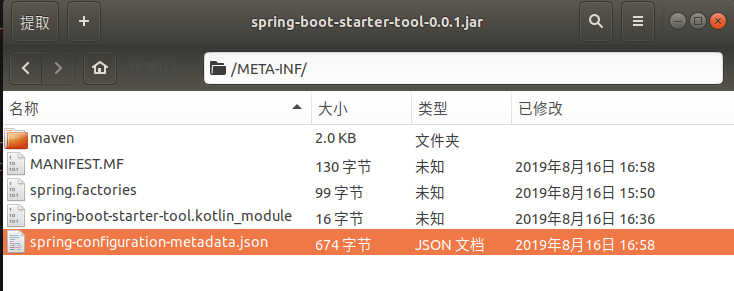 提取 + spring-boot-starter-tool-0.0.1.jar
/META-INF/
名称 大小 类型 已修改
maven 2.0 KB 文件夹
MANIFEST.MF 130 字节 未知 2019年8月16日 16:58
spring.factories 99 字节 未知 2019年8月16日 15:50
spring-boot-starter-tool.kotlin_module 16 字节 未知 2019年8月16日 16:36
spring-configuration-metadata.json 674 字节 JSON 文档 2019年8月16日 16:58